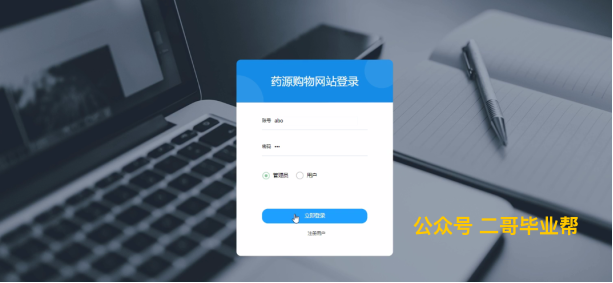 药源购物网站登录
账号 abo
密码 •••
管理员 用户
立即登录
注册用户
公众号 二哥毕业帮